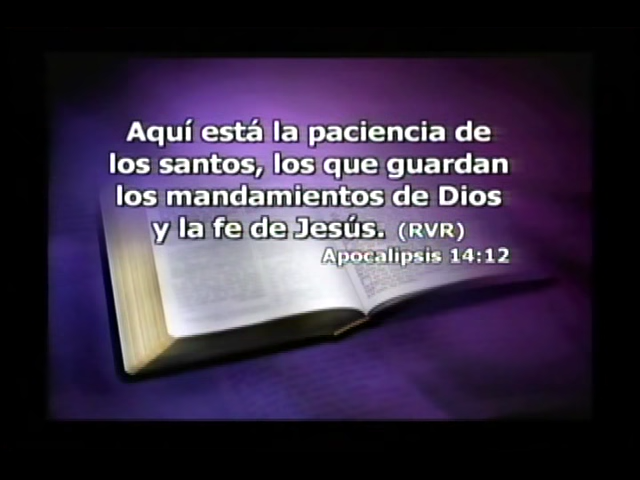 Aquí está la paciencia de
los santos, los que guardan
los mandamientos de Dios
y la fe de Jesús. (RVR)
Apocalipsis 14:12